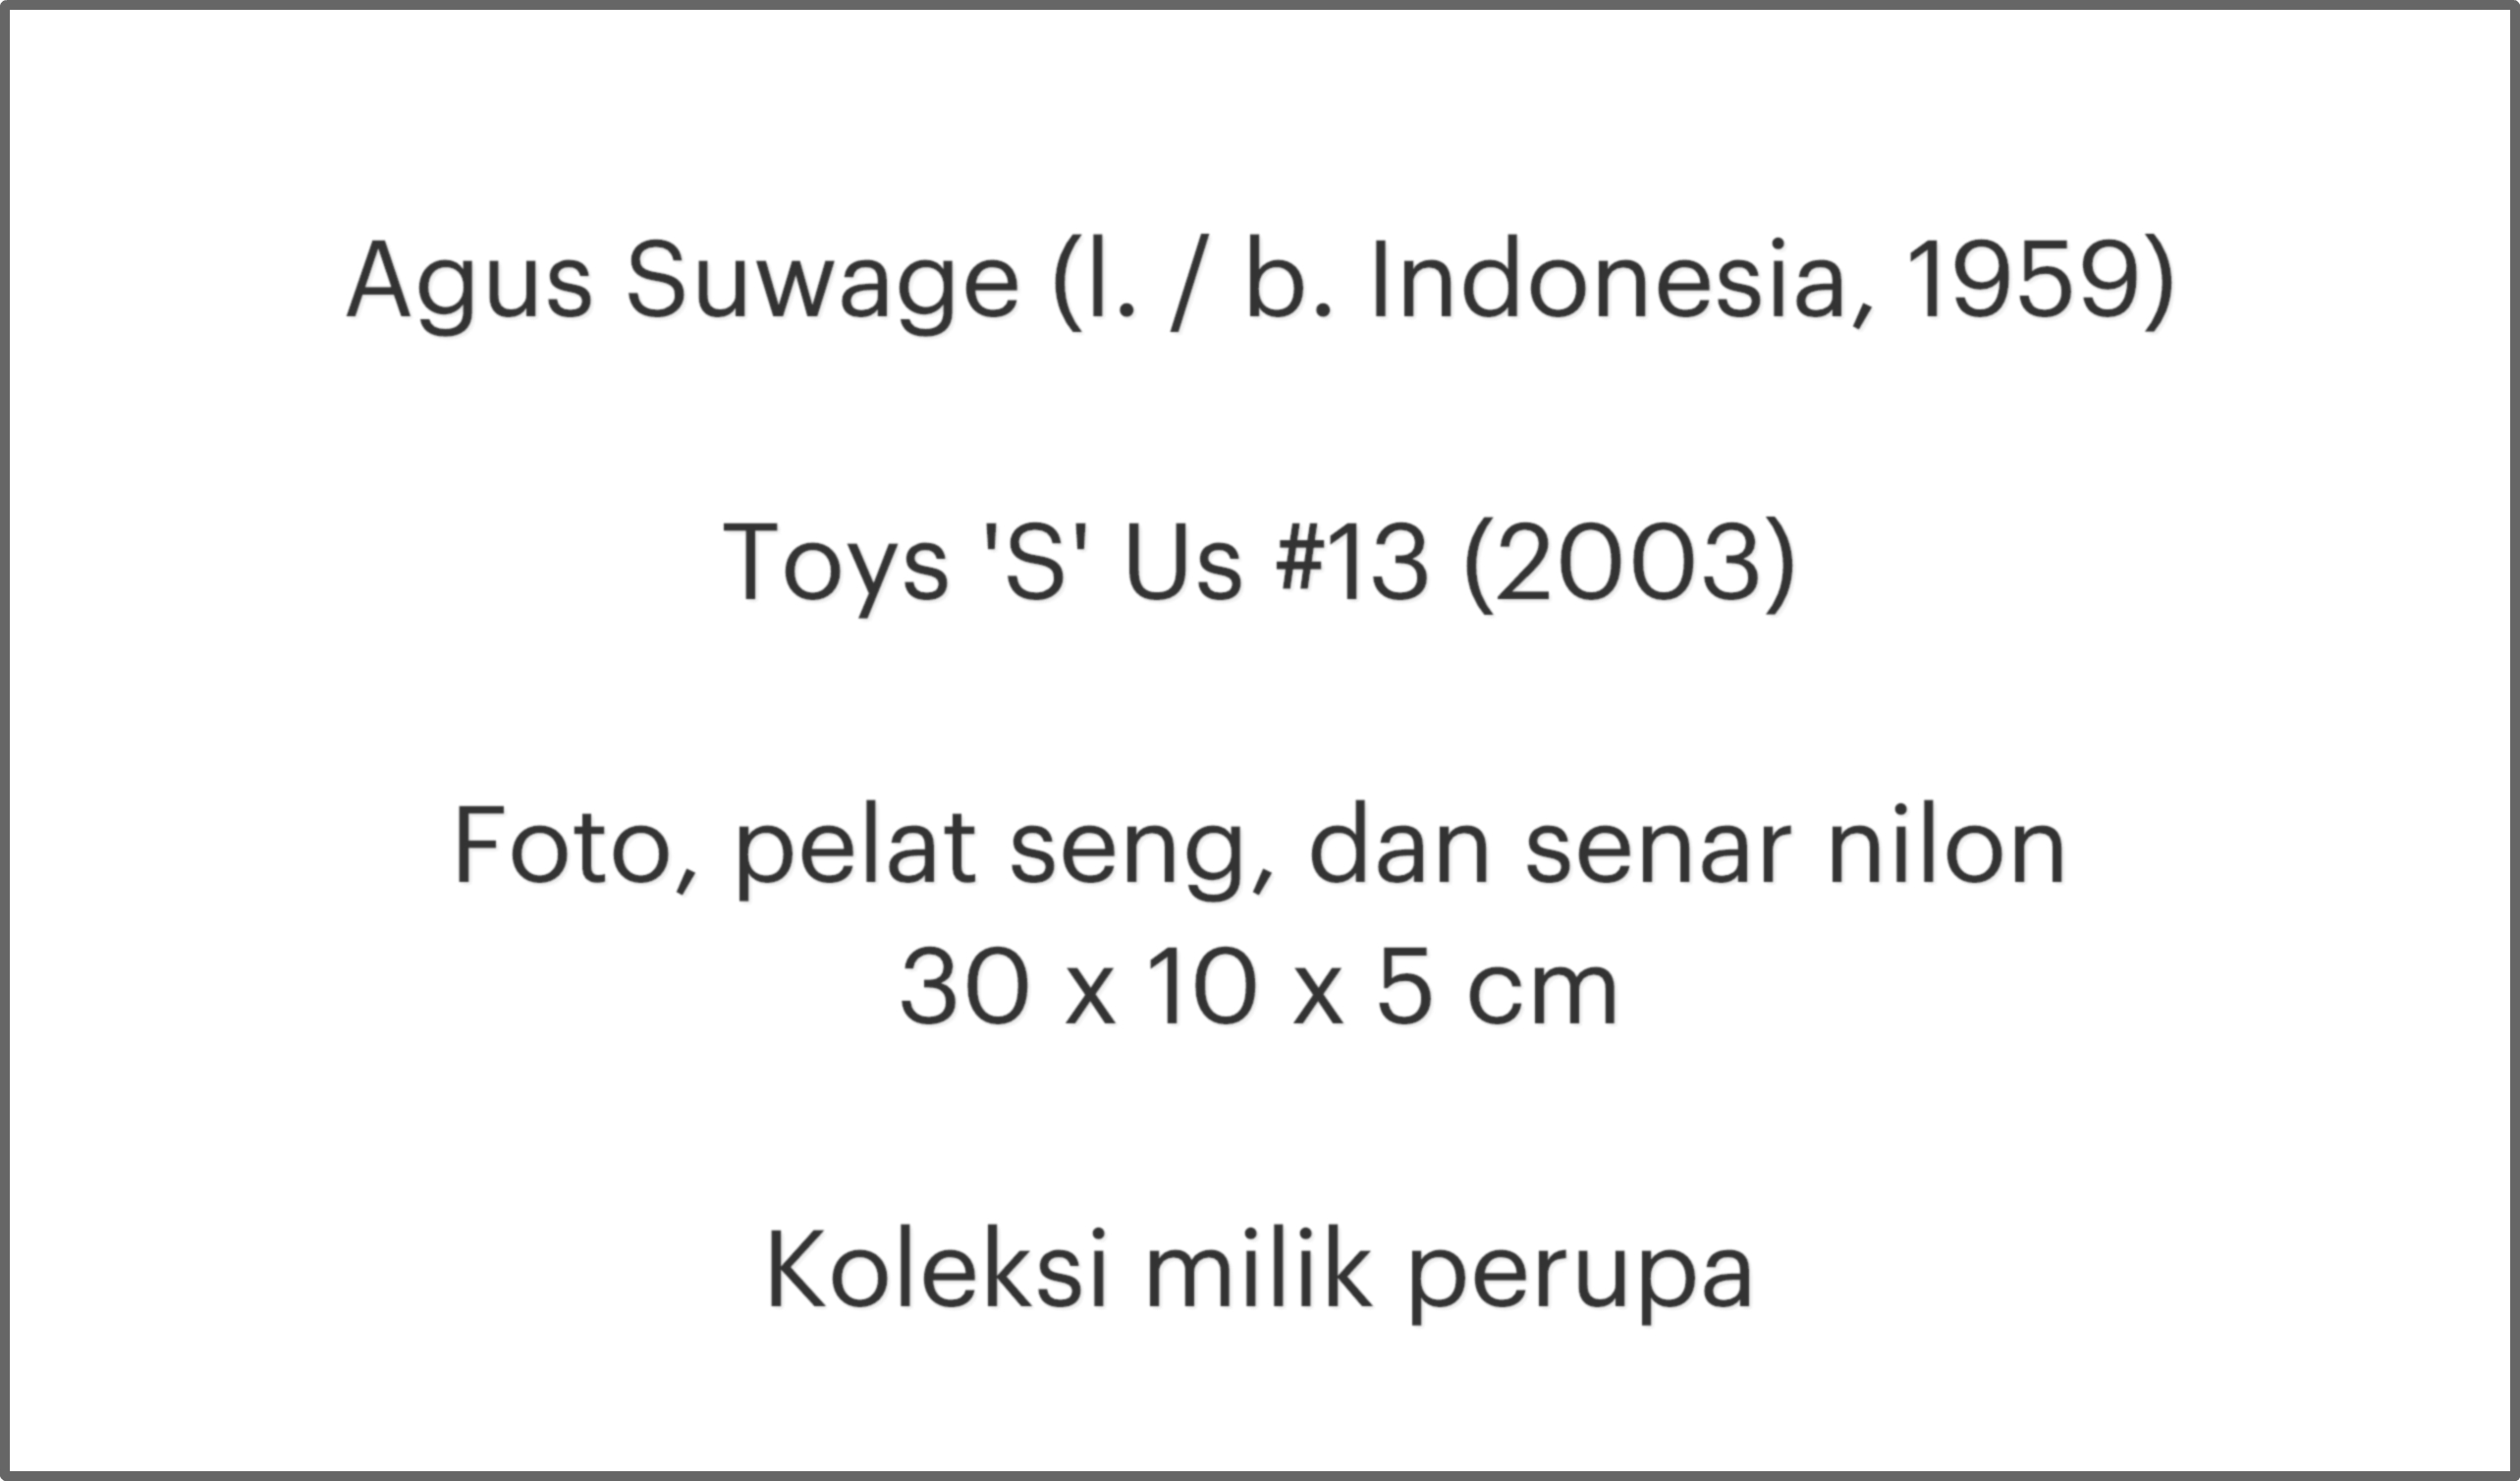 Agus Suwage (l. / b. Indonesia, 1959)
Toys 'S' Us #13 (2003)
Foto, pelat seng, dan senar nilon
30 x 10 x 5 cm
Koleksi milik perupa